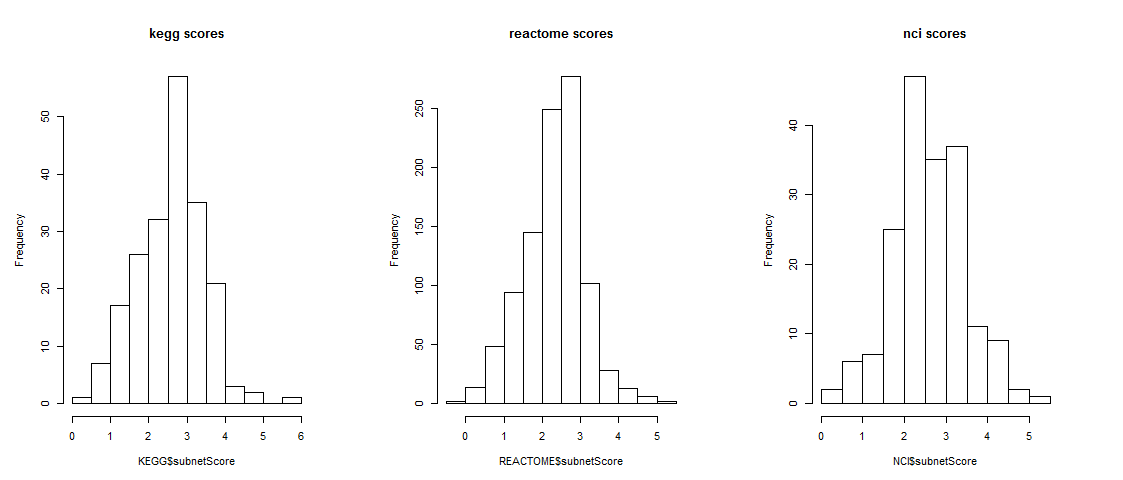 kegg scores
Frequency
0
10
20
30
40
50
0 1 2 3 4 5 6
KEGG$subnetScore
reactome scores
Frequency
0
50
100
150
200
250
0 1 2 3 4 5
REACTOME$subnetScore
nci scores
Frequency
0
10
20
30
40
0 1 2 3 4 5
NCI$subnetScore